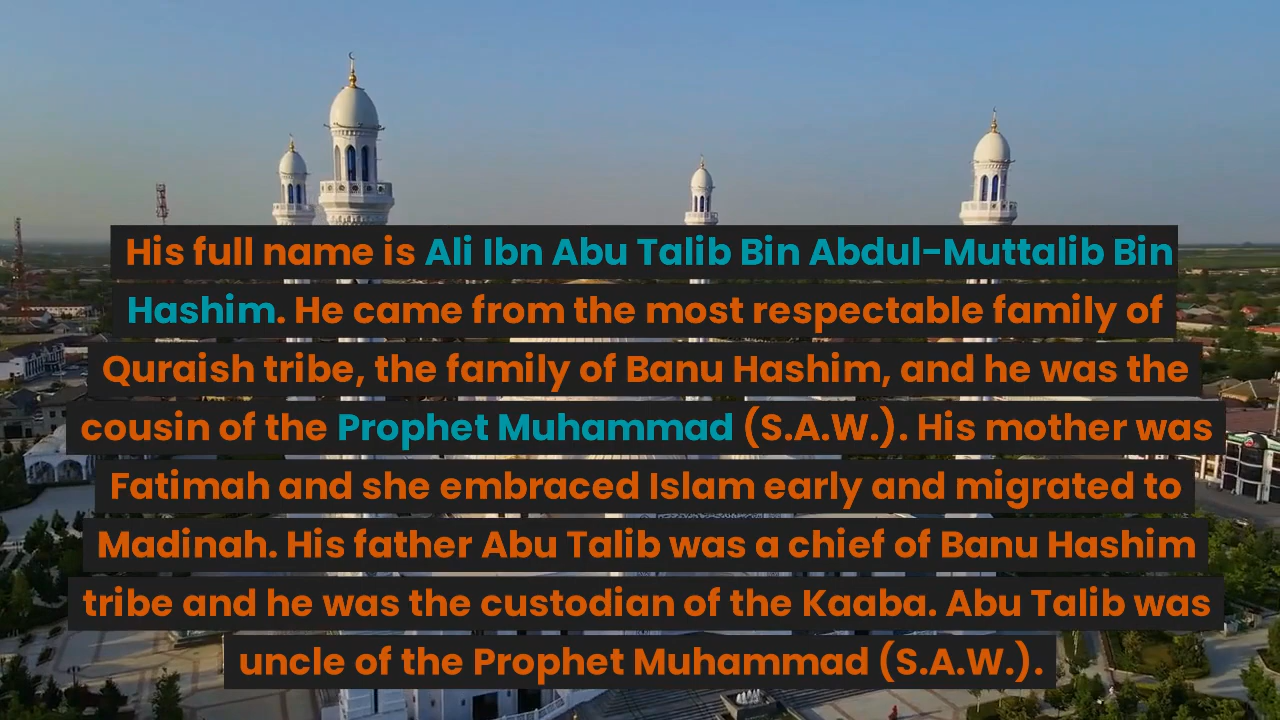 His full name is Ali Ibn Abu Talib Bin Abdul-Muttalib Bin
Hashim. He came from the most respectable family of
Quraish tribe, the family of Banu Hashim, and he was the
cousin of the Prophet Muhammad (S.A.W.). His mother was
Fatimah and she embraced Islam early and migrated to
Madinah. His father Abu Talib was a chief of Banu Hashim
tribe and he was the custodian of the Kaaba. Abu Talib was
uncle of the Prophet Muhammad (S.A.W.).